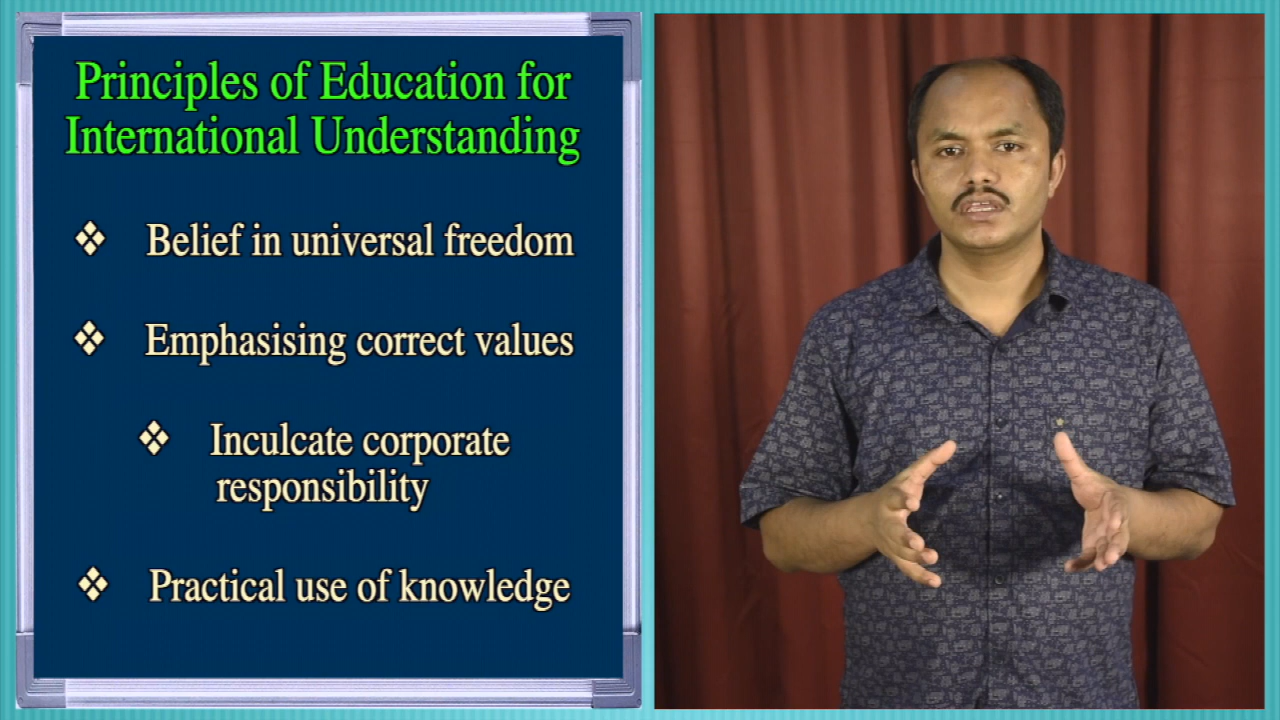 Principles of Education for
International Understanding
❖ Belief in universal freedom
❖ Emphasising correct values
❖ Inculcate corporate
responsibility
❖ Practical use of knowledge